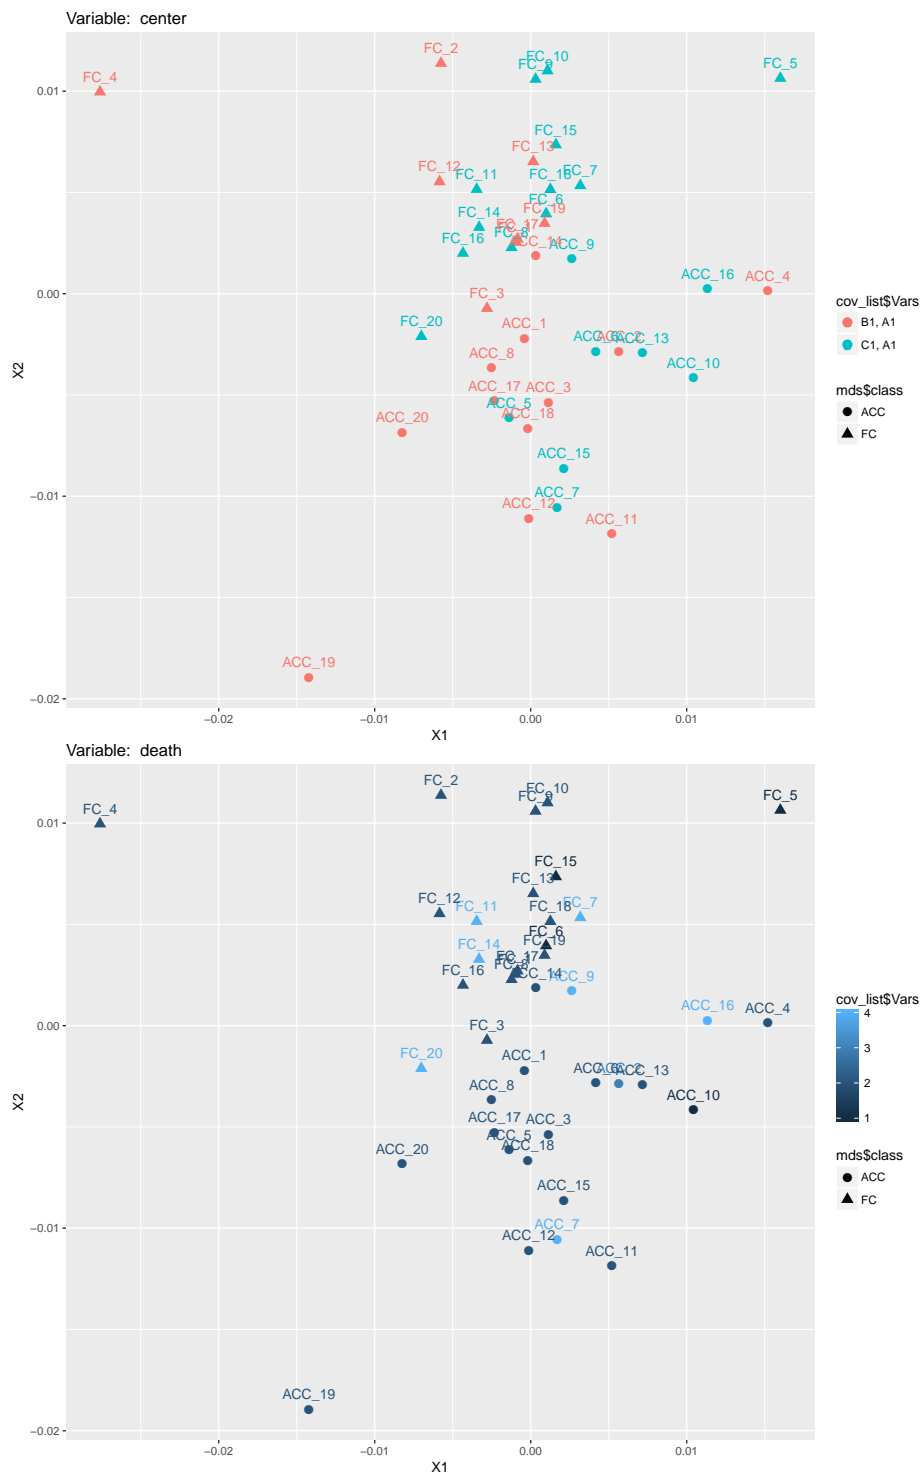 Variable: center
FC_2
FC_10
FC_9
FC_5
FC_4
0.01
FC_15
FC_13
FC_12
FC_11
FC_18
FC_7
FC_6
FC_14
FC_19
FC_17
FC_16
FC_8
ACC_14
ACC_9
ACC_16
ACC_4
0.00
FC_3
FC_20
ACC_1
ACC_6
ACC_2
ACC_13
ACC_8
ACC_10
ACC_17
ACC_3
ACC_5
ACC_20
ACC_18
ACC_15
ACC_7
−0.01
ACC_12
ACC_11
ACC_19
−0.02
X2
−0.02
−0.01
0.00
0.01
X1
cov_list$Vars
B1, A1
C1, A1
mds$class
ACC
FC
Variable: death
FC_2
FC_10
FC_9
FC_5
FC_4
0.01
FC_15
FC_13
FC_12
FC_11
FC_18
FC_7
FC_6
FC_14
FC_19
FC_17
FC_16
FC_8
ACC_14
ACC_9
ACC_16
ACC_4
0.00
FC_3
FC_20
ACC_1
ACC_6
ACC_2
ACC_13
ACC_8
ACC_10
ACC_17
ACC_3
ACC_5
ACC_20
ACC_18
ACC_15
ACC_7
−0.01
ACC_12
ACC_11
ACC_19
−0.02
X2
−0.02
−0.01
0.00
0.01
X1
cov_list$Vars
4
3
2
1
mds$class
ACC
FC